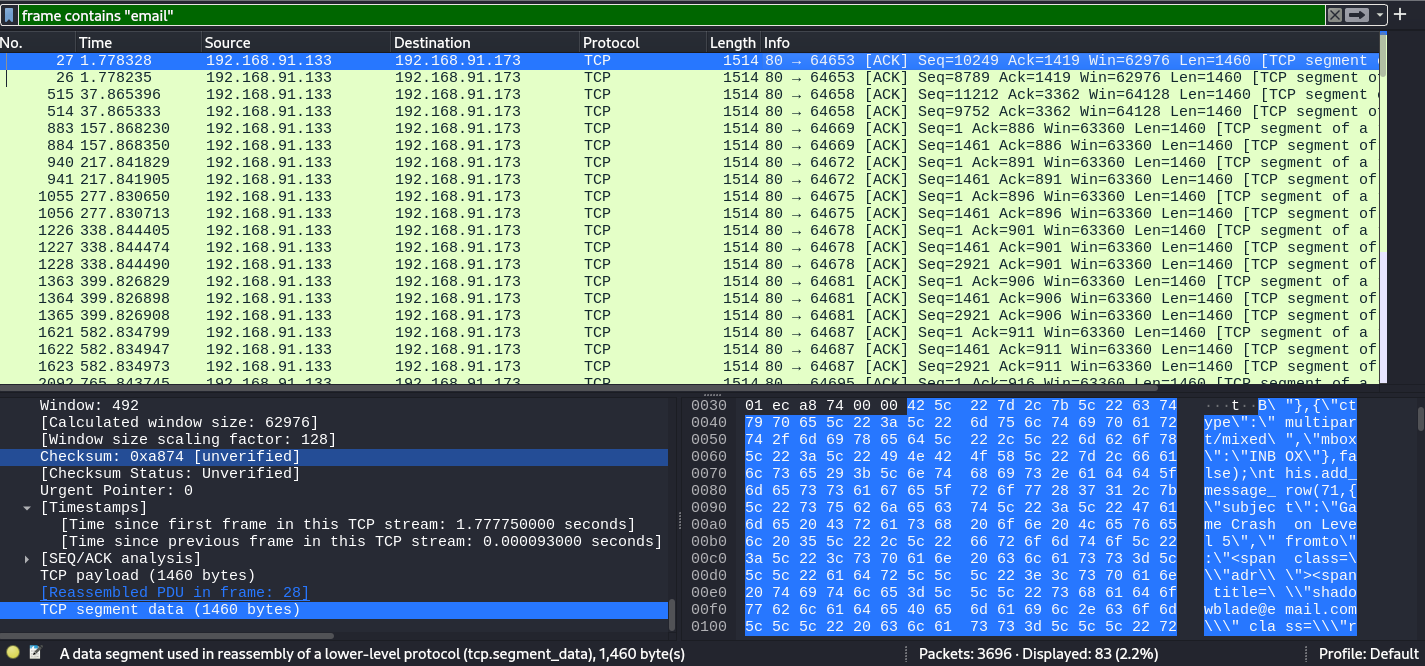 frame contains "email"
No. Time Source Destination Protocol Length Info
27 1.778328 192.168.91.133 192.168.91.173 TCP 1514 80 → 64653 [ACK] Seq=10249 Ack=1419 Win=62976 Len=1460 [TCP segment
26 1.778235 192.168.91.133 192.168.91.173 TCP 1514 80 → 64653 [ACK] Seq=8789 Ack=1419 Win=62976 Len=1460 [TCP segment of
515 37.865396 192.168.91.133 192.168.91.173 TCP 1514 80 → 64658 [ACK] Seq=11212 Ack=3362 Win=64128 Len=1460 [TCP segment
514 37.865333 192.168.91.133 192.168.91.173 TCP 1514 80 → 64658 [ACK] Seq=9752 Ack=3362 Win=64128 Len=1460 [TCP segment of
883 157.868230 192.168.91.133 192.168.91.173 TCP 1514 80 → 64669 [ACK] Seq=1 Ack=886 Win=63360 Len=1460 [TCP segment of a
884 157.868350 192.168.91.133 192.168.91.173 TCP 1514 80 → 64669 [ACK] Seq=1461 Ack=886 Win=63360 Len=1460 [TCP segment of
940 217.841829 192.168.91.133 192.168.91.173 TCP 1514 80 → 64672 [ACK] Seq=1 Ack=891 Win=63360 Len=1460 [TCP segment of a
941 217.841905 192.168.91.133 192.168.91.173 TCP 1514 80 → 64672 [ACK] Seq=1461 Ack=891 Win=63360 Len=1460 [TCP segment of
1055 277.830650 192.168.91.133 192.168.91.173 TCP 1514 80 → 64675 [ACK] Seq=1 Ack=896 Win=63360 Len=1460 [TCP segment of a
1056 277.830713 192.168.91.133 192.168.91.173 TCP 1514 80 → 64675 [ACK] Seq=1461 Ack=896 Win=63360 Len=1460 [TCP segment of
1226 338.844405 192.168.91.133 192.168.91.173 TCP 1514 80 → 64678 [ACK] Seq=1 Ack=901 Win=63360 Len=1460 [TCP segment of a
1227 338.844474 192.168.91.133 192.168.91.173 TCP 1514 80 → 64678 [ACK] Seq=1461 Ack=901 Win=63360 Len=1460 [TCP segment of
1228 338.844490 192.168.91.133 192.168.91.173 TCP 1514 80 → 64678 [ACK] Seq=2921 Ack=901 Win=63360 Len=1460 [TCP segment of
1363 399.826829 192.168.91.133 192.168.91.173 TCP 1514 80 → 64681 [ACK] Seq=1 Ack=906 Win=63360 Len=1460 [TCP segment of a
1364 399.826898 192.168.91.133 192.168.91.173 TCP 1514 80 → 64681 [ACK] Seq=1461 Ack=906 Win=63360 Len=1460 [TCP segment of
1365 399.826908 192.168.91.133 192.168.91.173 TCP 1514 80 → 64681 [ACK] Seq=2921 Ack=906 Win=63360 Len=1460 [TCP segment of
1621 582.834799 192.168.91.133 192.168.91.173 TCP 1514 80 → 64687 [ACK] Seq=1 Ack=911 Win=63360 Len=1460 [TCP segment of a
1622 582.834947 192.168.91.133 192.168.91.173 TCP 1514 80 → 64687 [ACK] Seq=1461 Ack=911 Win=63360 Len=1460 [TCP segment of
1623 582.834973 192.168.91.133 192.168.91.173 TCP 1514 80 → 64687 [ACK] Seq=2921 Ack=911 Win=63360 Len=1460 [TCP segment of
2092 765.843745 192.168.91.133 192.168.91.173 TCP 1514 80 → 64695 [ACK] Seq=1 Ack=916 Win=63360 Len=1460 [TCP segment of a
Window: 492
[Calculated window size: 62976]
[Window size scaling factor: 128]
Checksum: 0xa874 [unverified]
[Checksum Status: Unverified]
Urgent Pointer: 0
[Timestamps]
[Time since first frame in this TCP stream: 1.777750000 seconds]
[Time since previous frame in this TCP stream: 0.000093000 seconds]
[SEQ/ACK analysis]
TCP payload (1460 bytes)
[Reassembled PDU in frame: 28]
TCP segment data (1460 bytes)
0030 01 ec a8 74 00 00 42 5c 22 7d 2c 7b 5c 22 63 74 ···t··B\ "},{\"ct
0040 79 70 65 5c 22 3a 5c 22 6d 75 6c 74 69 70 61 72 ype\":\" multipar
0050 74 2f 6d 69 78 65 64 5c 22 2c 5c 22 6d 62 6f 78 t/mixed\ ",\"mbox
0060 5c 22 3a 5c 22 49 4e 42 4f 58 5c 22 7d 2c 66 61 \":\"INB OX\"},fa
0070 6c 73 65 29 3b 5c 6e 74 68 69 73 2e 61 64 64 5f lse);\nt his.add_
0080 6d 65 73 73 61 67 65 5f 72 6f 77 28 37 31 2c 7b message_ row(71,{
0090 5c 22 73 75 62 6a 65 63 74 5c 22 3a 5c 22 47 61 \"subjec t\":\"Ga
00a0 6d 65 20 43 72 61 73 68 20 6f 6e 20 4c 65 76 65 me Crash on Leve
00b0 6c 20 35 5c 22 2c 5c 22 66 72 6f 6d 74 6f 5c 22 l 5\",\" fromto\"
00c0 3a 5c 22 3c 73 70 61 6e 20 63 6c 61 73 73 3d 5c :\"<span class=\
00d0 5c 5c 22 61 64 72 5c 5c 5c 22 3e 3c 73 70 61 6e \\"adr\\ \"><span
00e0 20 74 69 74 6c 65 3d 5c 5c 5c 22 73 68 61 64 6f title=\ \\"shado
00f0 77 62 6c 61 64 65 40 65 6d 61 69 6c 2e 63 6f 6d wblade@e mail.com
0100 5c 5c 5c 22 20 63 6c 61 73 73 3d 5c 5c 5c 22 72 \\\" cla ss=\\\"r
A data segment used in reassembly of a lower-level protocol (tcp.segment_data), 1,460 byte(s) Packets: 3696 · Displayed: 83 (2.2%) Profile: Default